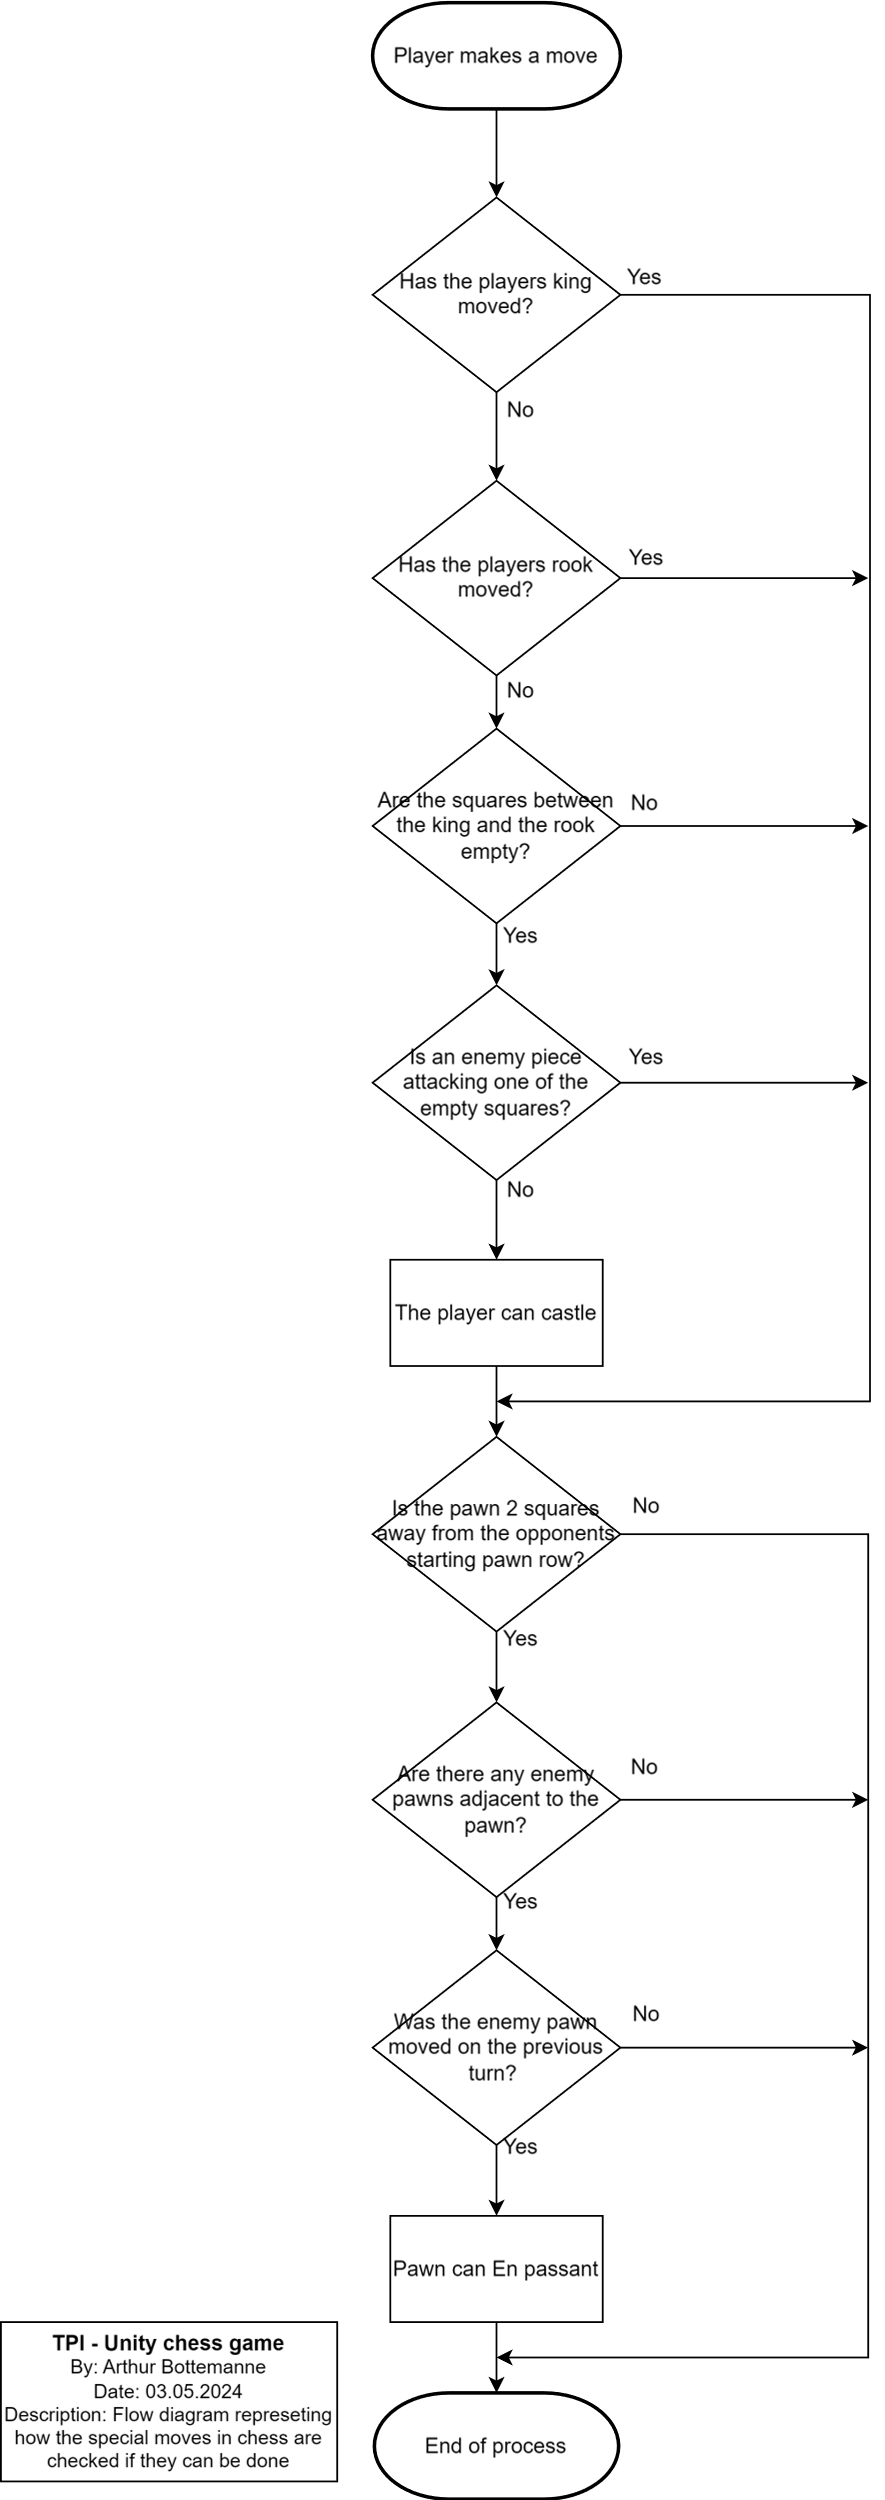 Player makes a move
Has the players king
moved?
Yes
No
Has the players rook
moved?
Yes
No
Are the squares between
the king and the rook
empty?
No
Yes
Is an enemy piece
attacking one of the
empty squares?
Yes
No
The player can castle
Is the pawn 2 squares
away from the opponents
starting pawn row?
No
Yes
Are there any enemy
pawns adjacent to the
pawn?
No
Yes
Was the enemy pawn
moved on the previous
turn?
No
Yes
Pawn can En passant
TPI - Unity chess game
By: Arthur Bottemanne
Date: 03.05.2024
Description: Flow diagram represeting
how the special moves in chess are
checked if they can be done
End of process